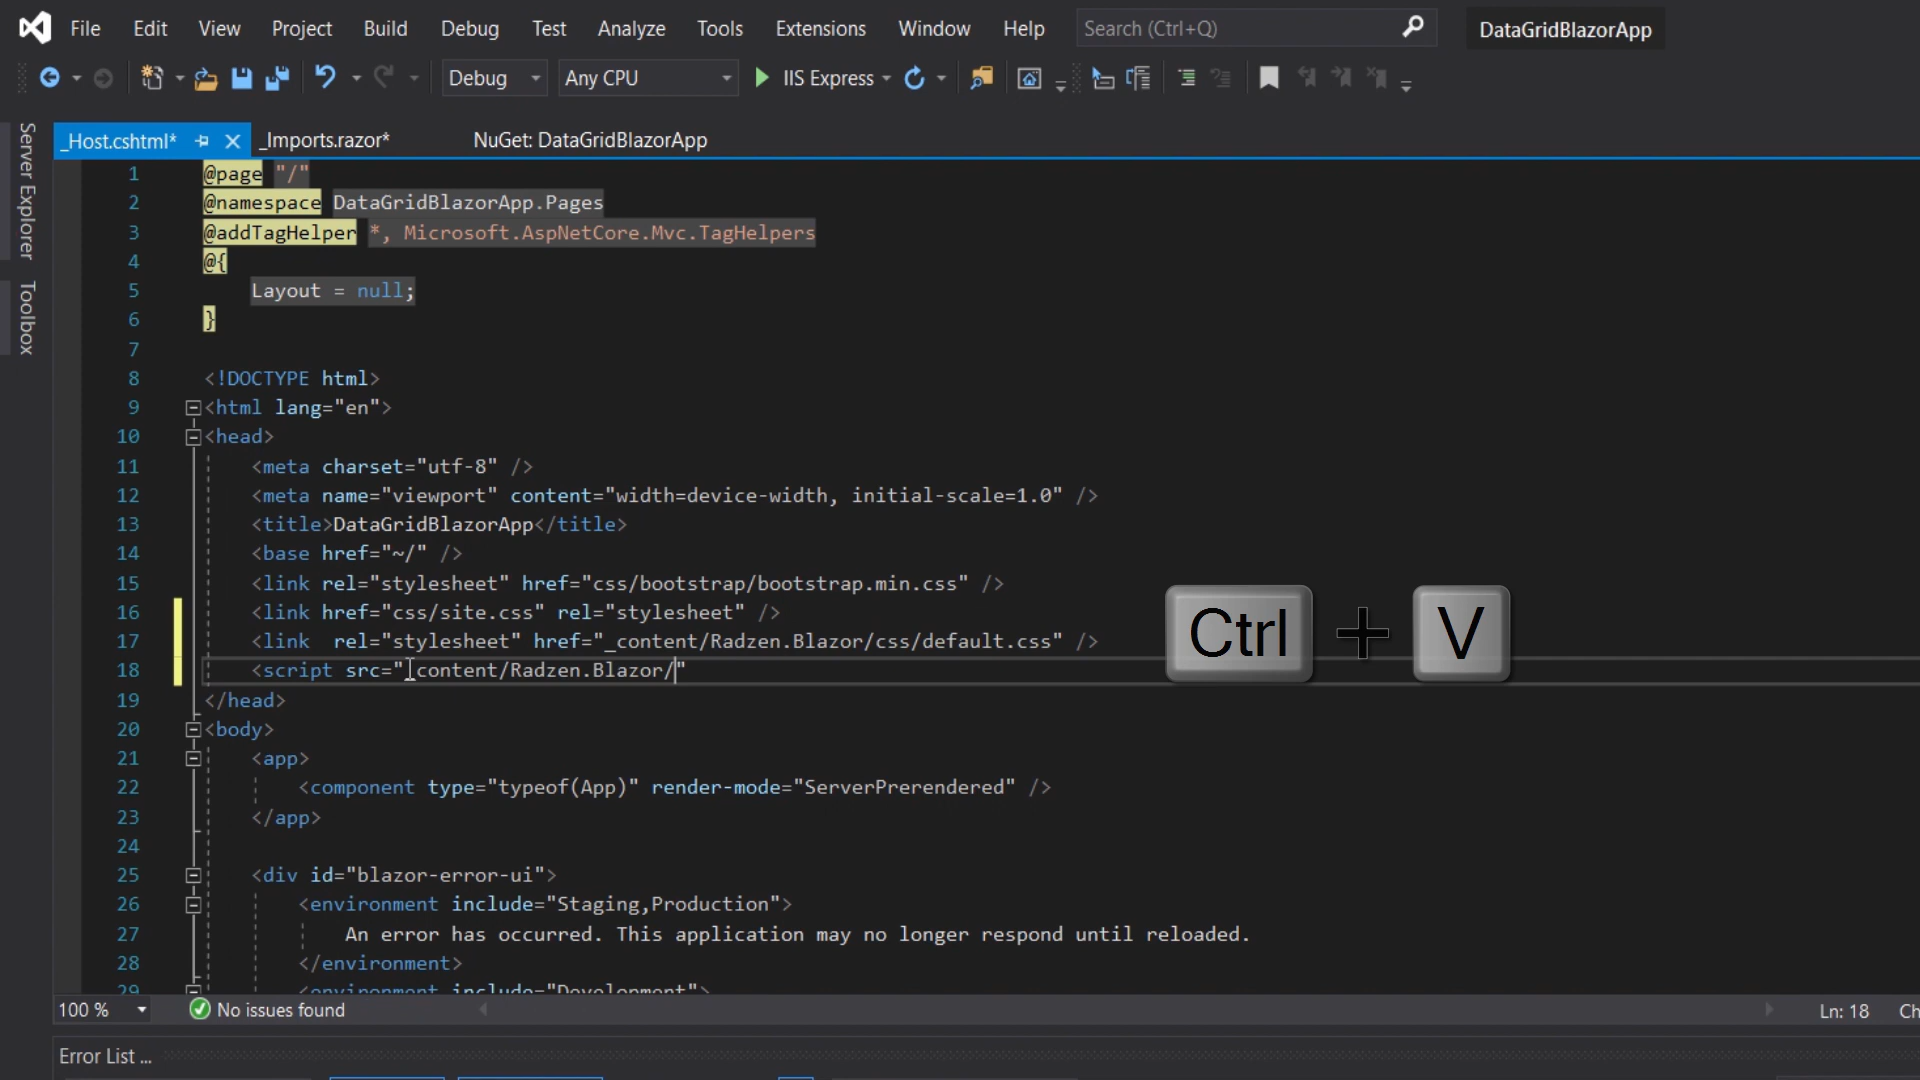 File Edit View Project Build Debug Test Analyze Tools Extensions Window Help Search (Ctrl+Q) DataGridBlazorApp
Debug Any CPU IIS Express
Server Explorer
Toolbox
_Host.cshtml* _Imports.razor* NuGet: DataGridBlazorApp
1 @page "/"
2 @namespace DataGridBlazorApp.Pages
3 @addTagHelper *, Microsoft.AspNetCore.Mvc.TagHelpers
4 @{
5 Layout = null;
6 }
7
8 <!DOCTYPE html>
9 <html lang="en">
10 <head>
11 <meta charset="utf-8" />
12 <meta name="viewport" content="width=device-width, initial-scale=1.0" />
13 <title>DataGridBlazorApp</title>
14 <base href="~/" />
15 <link rel="stylesheet" href="css/bootstrap/bootstrap.min.css" />
16 <link href="css/site.css" rel="stylesheet" />
17 <link  rel="stylesheet" href="_content/Radzen.Blazor/css/default.css" />
18 <script src="_content/Radzen.Blazor/"
19 </head>
20 <body>
21 <app>
22 <component type="typeof(App)" render-mode="ServerPrerendered" />
23 </app>
24
25 <div id="blazor-error-ui">
26 <environment include="Staging,Production">
27 An error has occurred. This application may no longer respond until reloaded.
28 </environment>
29 <environment include="Development">
Ctrl + V
100 % No issues found Ln: 18 Ch
Error List ...